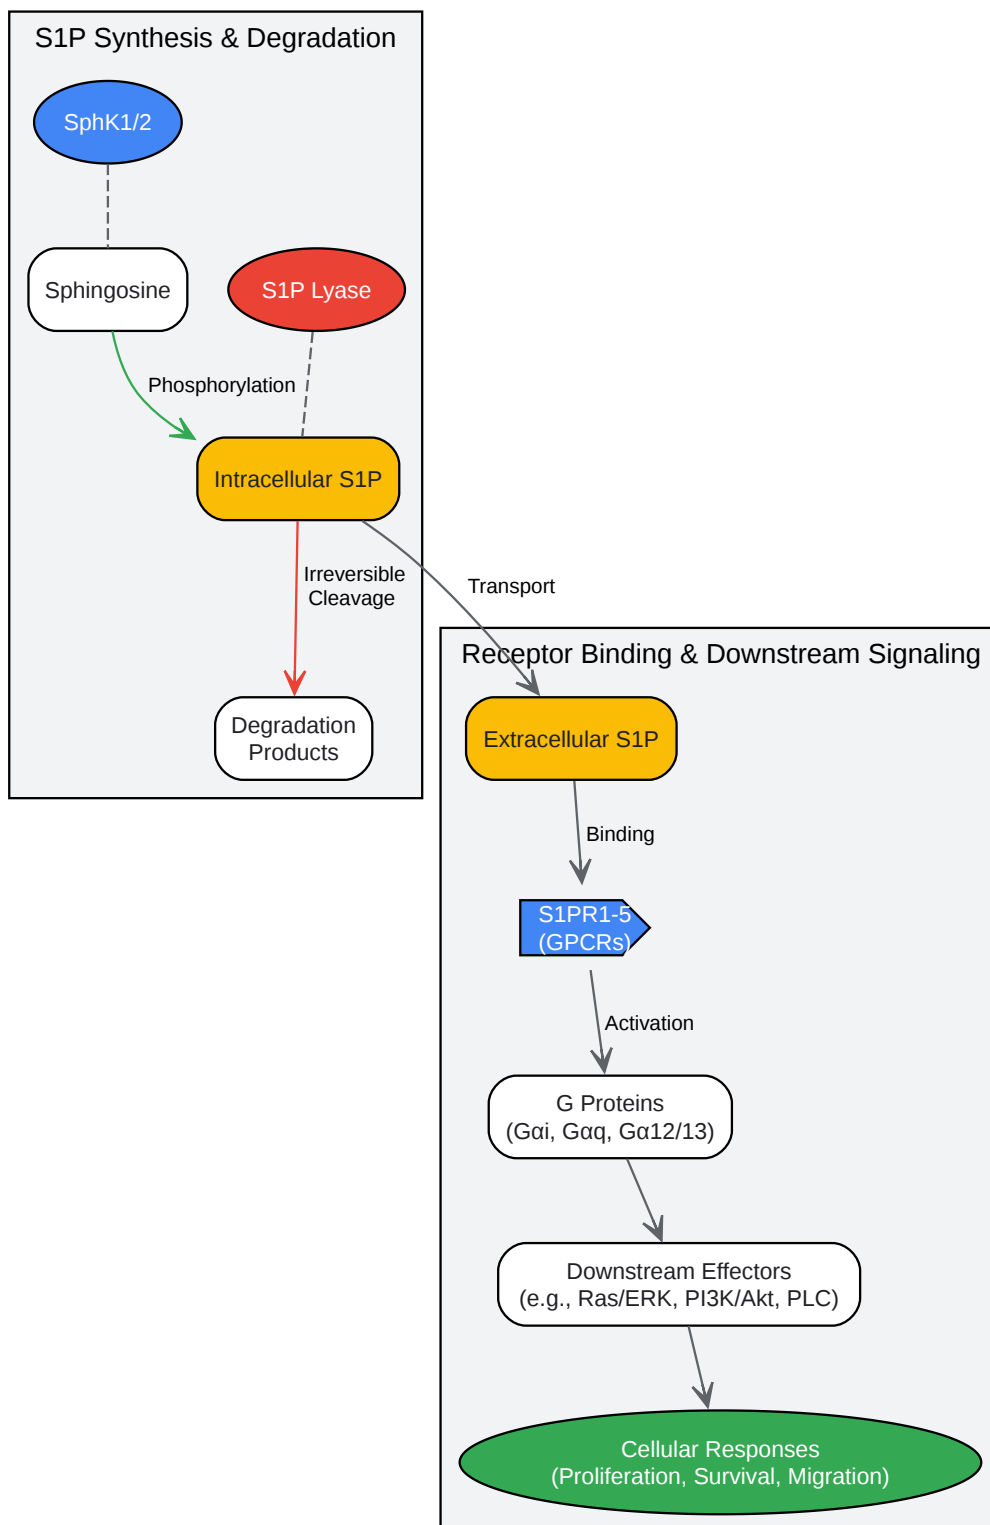 S1P Synthesis & Degradation
SphK1/2
Sphingosine
S1P Lyase
Phosphorylation
Intracellular S1P
Irreversible
Cleavage
Transport
Degradation
Products
Receptor Binding & Downstream Signaling
Extracellular S1P
Binding
S1PR1-5
(GPCRs)
Activation
G Proteins
(Gαi, Gαq, Gα12/13)
Downstream Effectors
(e.g., Ras/ERK, PI3K/Akt, PLC)
Cellular Responses
(Proliferation, Survival, Migration)